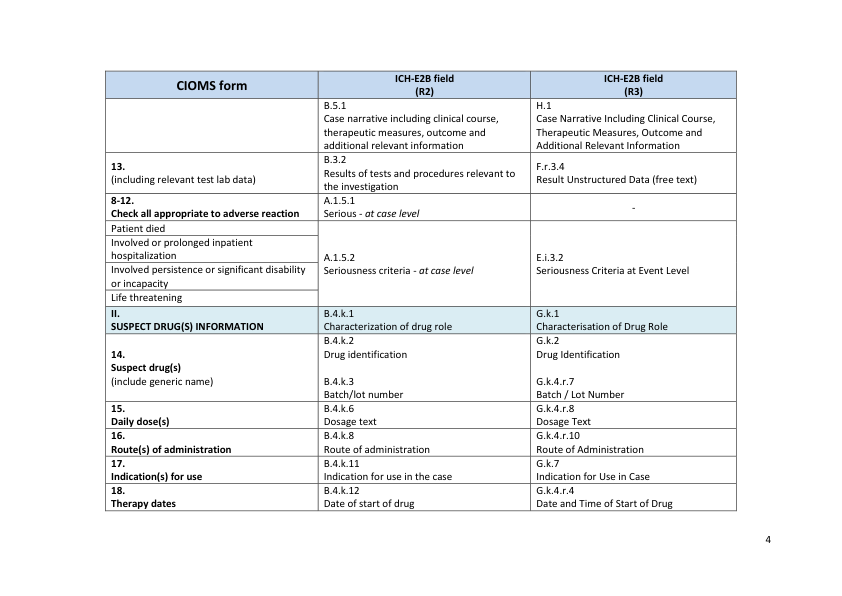 CIOMS form
ICH-E2B field
(R2)
ICH-E2B field
(R3)
B.5.1
Case narrative including clinical course,
therapeutic measures, outcome and
additional relevant information
H.1
Case Narrative Including Clinical Course,
Therapeutic Measures, Outcome and
Additional Relevant Information
13.
(including relevant test lab data)
B.3.2
Results of tests and procedures relevant to
the investigation
F.r.3.4
Result Unstructured Data (free text)
8-12.
Check all appropriate to adverse reaction
A.1.5.1
Serious - at case level
-
Patient died
Involved or prolonged inpatient
hospitalization
Involved persistence or significant disability
or incapacity
Life threatening
A.1.5.2
Seriousness criteria - at case level
E.i.3.2
Seriousness Criteria at Event Level
II.
SUSPECT DRUG(S) INFORMATION
B.4.k.1
Characterization of drug role
G.k.1
Characterisation of Drug Role
14.
Suspect drug(s)
(include generic name)
B.4.k.2
Drug identification
B.4.k.3
Batch/lot number
G.k.2
Drug Identification
G.k.4.r.7
Batch / Lot Number
15.
Daily dose(s)
B.4.k.6
Dosage text
G.k.4.r.8
Dosage Text
16.
Route(s) of administration
B.4.k.8
Route of administration
G.k.4.r.10
Route of Administration
17.
Indication(s) for use
B.4.k.11
Indication for use in the case
G.k.7
Indication for Use in Case
18.
Therapy dates
B.4.k.12
Date of start of drug
G.k.4.r.4
Date and Time of Start of Drug
4